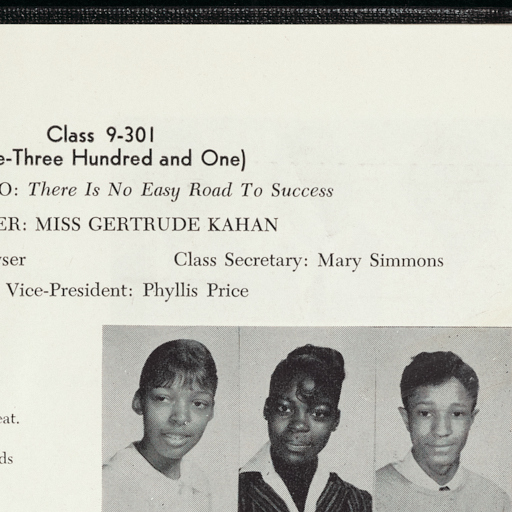 Class 9-301
e-Three Hundred and One)
O: There Is No Easy Road To Success
ER: MISS GERTRUDE KAHAN
ser Class Secretary: Mary Simmons
Vice-President: Phyllis Price
eat.
ds